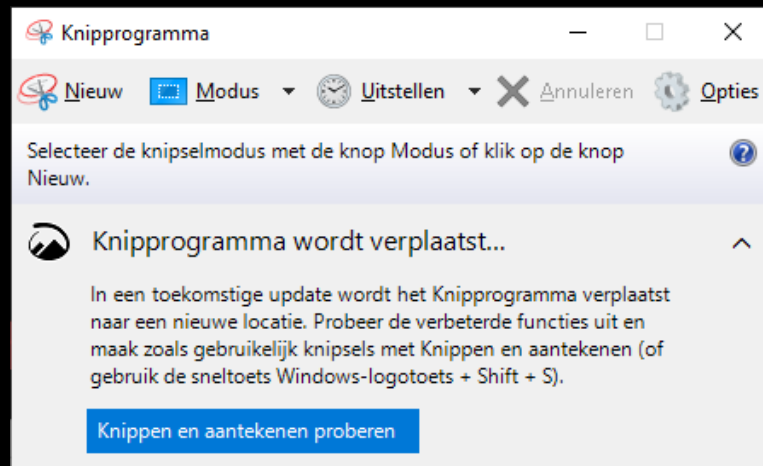 Knipprogramma
Nieuw Modus Uitstellen Annuleren Opties
Selecteer de knipselmodus met de knop Modus of klik op de knop
Nieuw.
Knipprogramma wordt verplaatst...
In een toekomstige update wordt het Knipprogramma verplaatst
naar een nieuwe locatie. Probeer de verbeterde functies uit en
maak zoals gebruikelijk knipsels met Knippen en aantekenen (of
gebruik de sneltoets Windows-logotoets + Shift + S).
Knippen en aantekenen proberen